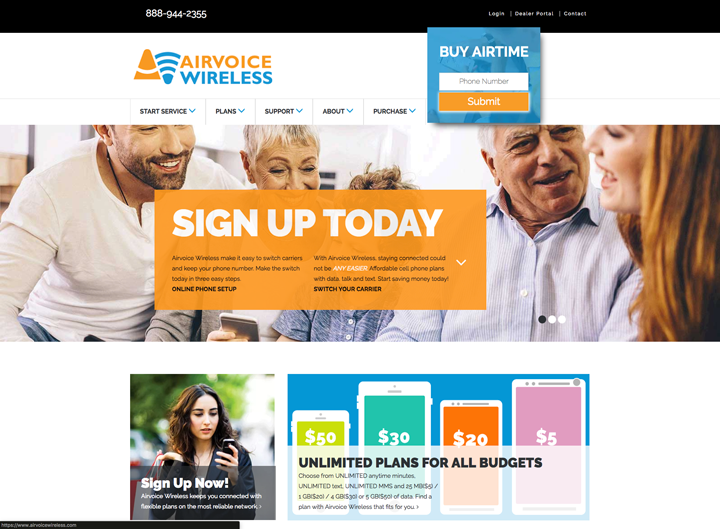 888-944-2355
Login | Dealer Portal | Contact
AIRVOICE
WIRELESS
BUY AIRTIME
Phone Number
Submit
START SERVICE
PLANS
SUPPORT
ABOUT
PURCHASE
SIGN UP TODAY
Airvoice Wireless make it easy to switch carriers
and keep your phone number. Make the switch
today in three easy steps.
ONLINE PHONE SETUP
With Airvoice Wireless, staying connected could
not be ANY EASIER. Affordable cell phone plans
with data, talk and text. Start saving money today!
SWITCH YOUR CARRIER
Sign Up Now!
Airvoice Wireless keeps you connected with
flexible plans on the most reliable network. >
$50
$30
$20
$5
UNLIMITED PLANS FOR ALL BUDGETS
Choose from UNLIMITED anytime minutes,
UNLIMITED text, UNLIMITED MMS and 25 MB($5) /
1 GB($20) / 4 GB($30) or 5 GB($50) of data. Find a
plan with Airvoice Wireless that fits for you. >
https://www.airvoicewireless.com